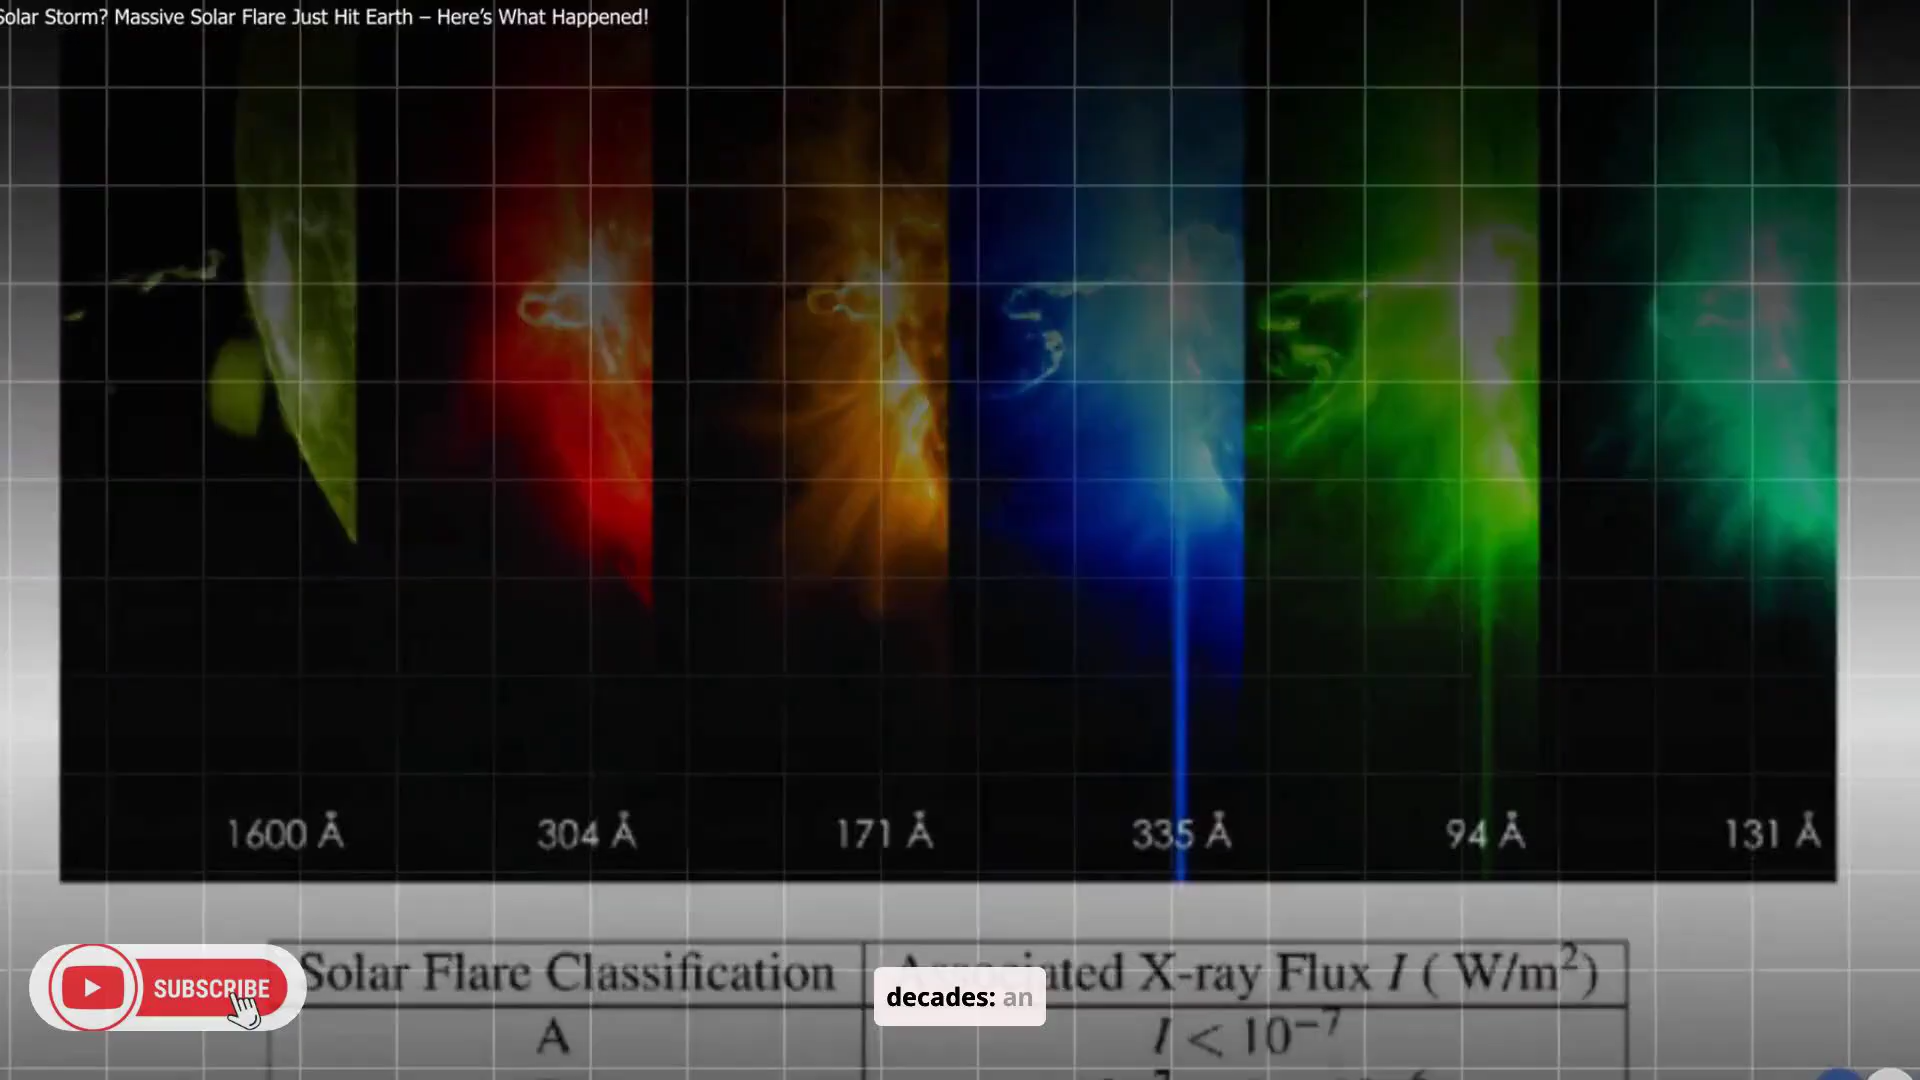 Solar Storm? Massive Solar Flare Just Hit Earth – Here's What Happened!
1600 Å 304 Å 171 Å 335 Å 94 Å 131 Å
Solar Flare Classification Associated X-ray Flux I ( W/m²)
SUBSCRIBE
decades: an
A I < 10⁻⁷